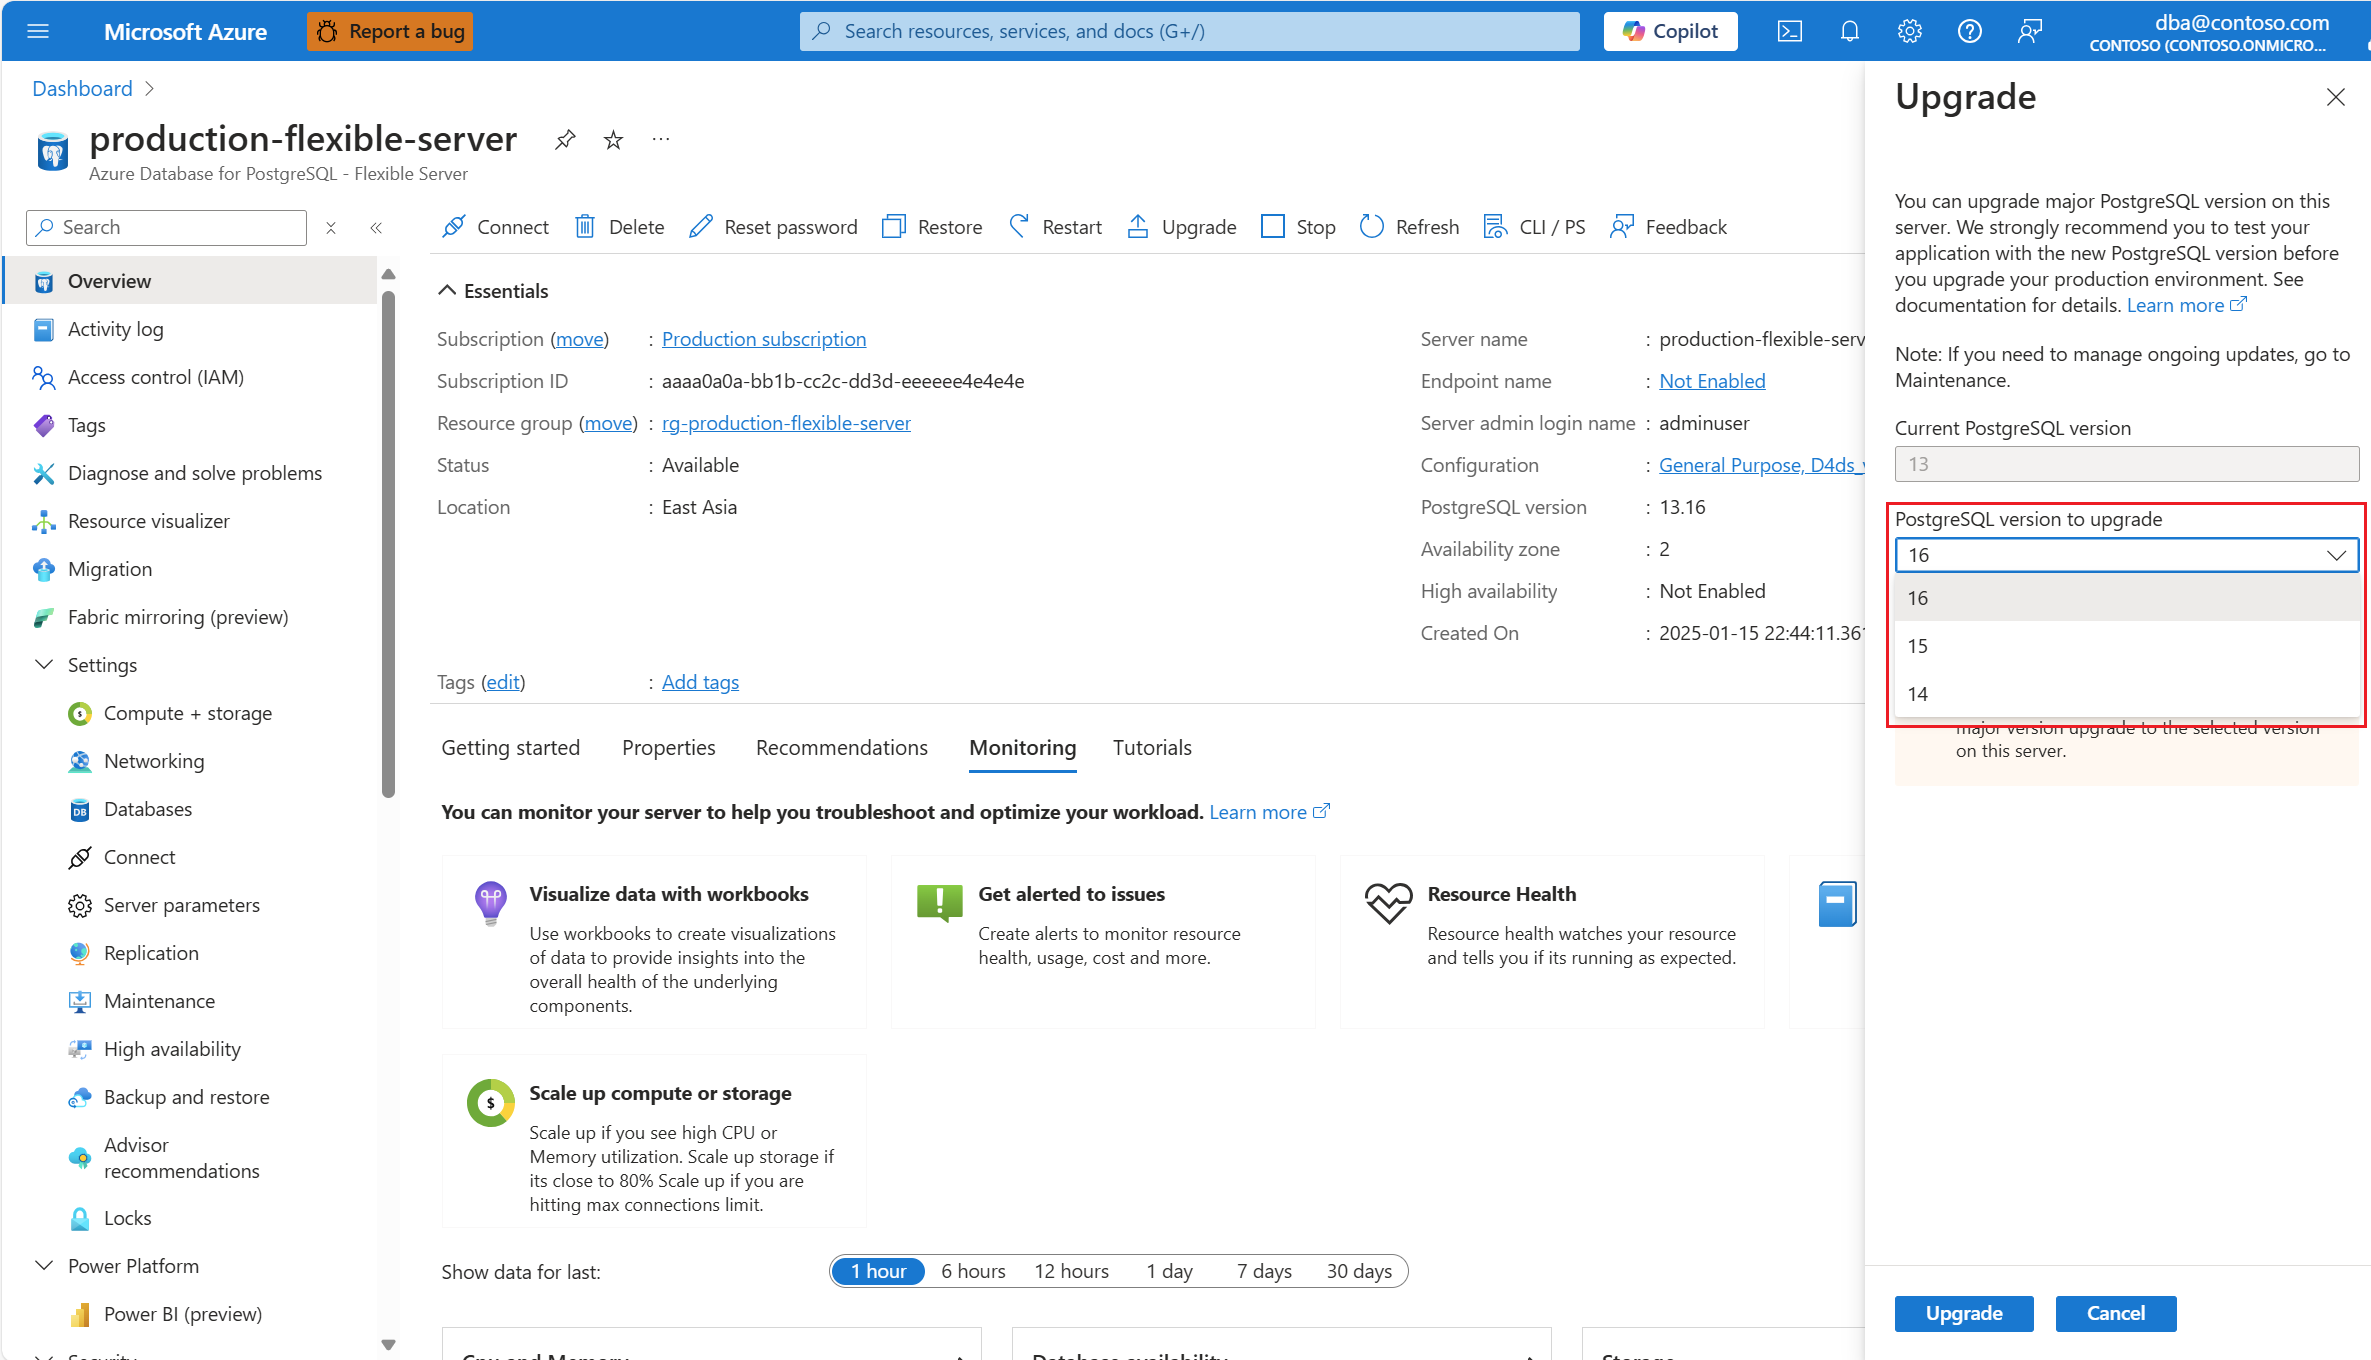 Microsoft Azure
Report a bug
Search resources, services, and docs (G+/)
Copilot
dba@contoso.com
CONTOSO (CONTOSO.ONMICRO...
Dashboard
production-flexible-server
Azure Database for PostgreSQL - Flexible Server
Search
Connect
Delete
Reset password
Restore
Restart
Upgrade
Stop
Refresh
CLI / PS
Feedback
Overview
Activity log
Access control (IAM)
Tags
Diagnose and solve problems
Resource visualizer
Migration
Fabric mirroring (preview)
Settings
Compute + storage
Networking
Databases
Connect
Server parameters
Replication
Maintenance
High availability
Backup and restore
Advisor
recommendations
Locks
Power Platform
Power BI (preview)
Security
Essentials
Subscription (move) : Production subscription
Subscription ID : aaaa0a0a-bb1b-cc2c-dd3d-eeeeee4e4e4e
Resource group (move) : rg-production-flexible-server
Status : Available
Location : East Asia
Server name : production-flexible-serv
Endpoint name : Not Enabled
Server admin login name : adminuser
Configuration : General Purpose, D4ds_v
PostgreSQL version : 13.16
Availability zone : 2
High availability : Not Enabled
Created On : 2025-01-15 22:44:11.361
Tags (edit) : Add tags
Getting started
Properties
Recommendations
Monitoring
Tutorials
You can monitor your server to help you troubleshoot and optimize your workload. Learn more
Visualize data with workbooks
Use workbooks to create visualizations
of data to provide insights into the
overall health of the underlying
components.
Get alerted to issues
Create alerts to monitor resource
health, usage, cost and more.
Resource Health
Resource health watches your resource
and tells you if its running as expected.
Scale up compute or storage
$
Scale up if you see high CPU or
Memory utilization. Scale up storage if
its close to 80% Scale up if you are
hitting max connections limit.
Show data for last:
1 hour
6 hours
12 hours
1 day
7 days
30 days
Cpu and Memory
Database availability
Storage
Upgrade
You can upgrade major PostgreSQL version on this
server. We strongly recommend you to test your
application with the new PostgreSQL version before
you upgrade your production environment. See
documentation for details. Learn more
Note: If you need to manage ongoing updates, go to
Maintenance.
Current PostgreSQL version
13
PostgreSQL version to upgrade
16
16
15
14
major version upgrade to the selected version
on this server.
Upgrade
Cancel